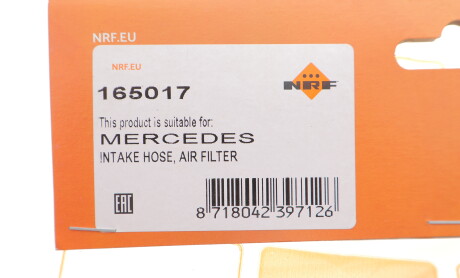 NRF.EU
NRF.EU
NRF
165017
This product is suitable for:
MERCEDES
INTAKE HOSE, AIR FILTER
EAC
8 718042 397126